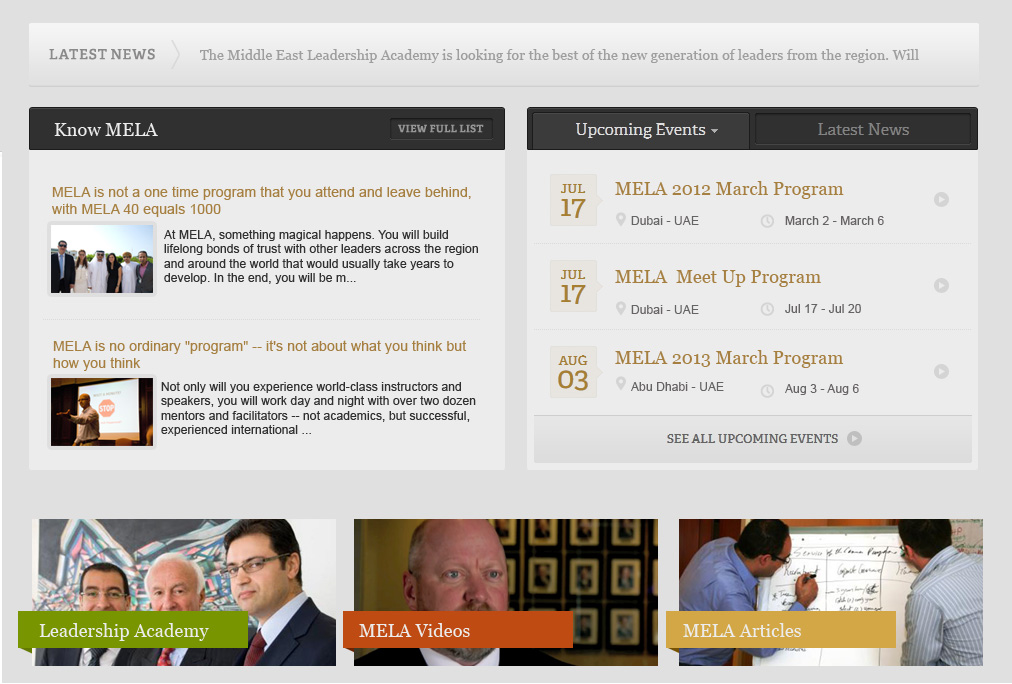 LATEST NEWS
The Middle East Leadership Academy is looking for the best of the new generation of leaders from the region. Will
Know MELA
VIEW FULL LIST
MELA is not a one time program that you attend and leave behind,
with MELA 40 equals 1000
At MELA, something magical happens. You will build
lifelong bonds of trust with other leaders across the region
and around the world that would usually take years to
develop. In the end, you will be m...
MELA is no ordinary "program" -- it's not about what you think but
how you think
STOP
Not only will you experience world-class instructors and
speakers, you will work day and night with over two dozen
mentors and facilitators -- not academics, but successful,
experienced international ...
Upcoming Events
Latest News
JUL
17
MELA 2012 March Program
Dubai - UAE
March 2 - March 6
JUL
17
MELA  Meet Up Program
Dubai - UAE
Jul 17 - Jul 20
AUG
03
MELA 2013 March Program
Abu Dhabi - UAE
Aug 3 - Aug 6
SEE ALL UPCOMING EVENTS
Leadership Academy
MELA Videos
MELA Articles